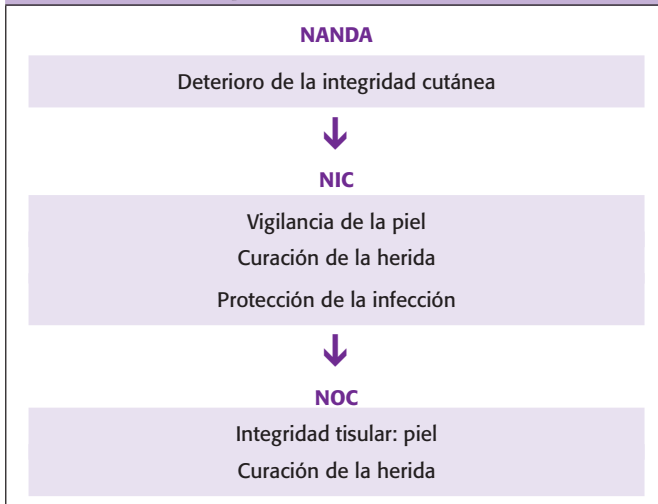 NANDA
Deterioro de la integridad cutánea
NIC
Vigilancia de la piel
Curación de la herida
Protección de la infección
NOC
Integridad tisular: piel
Curación de la herida